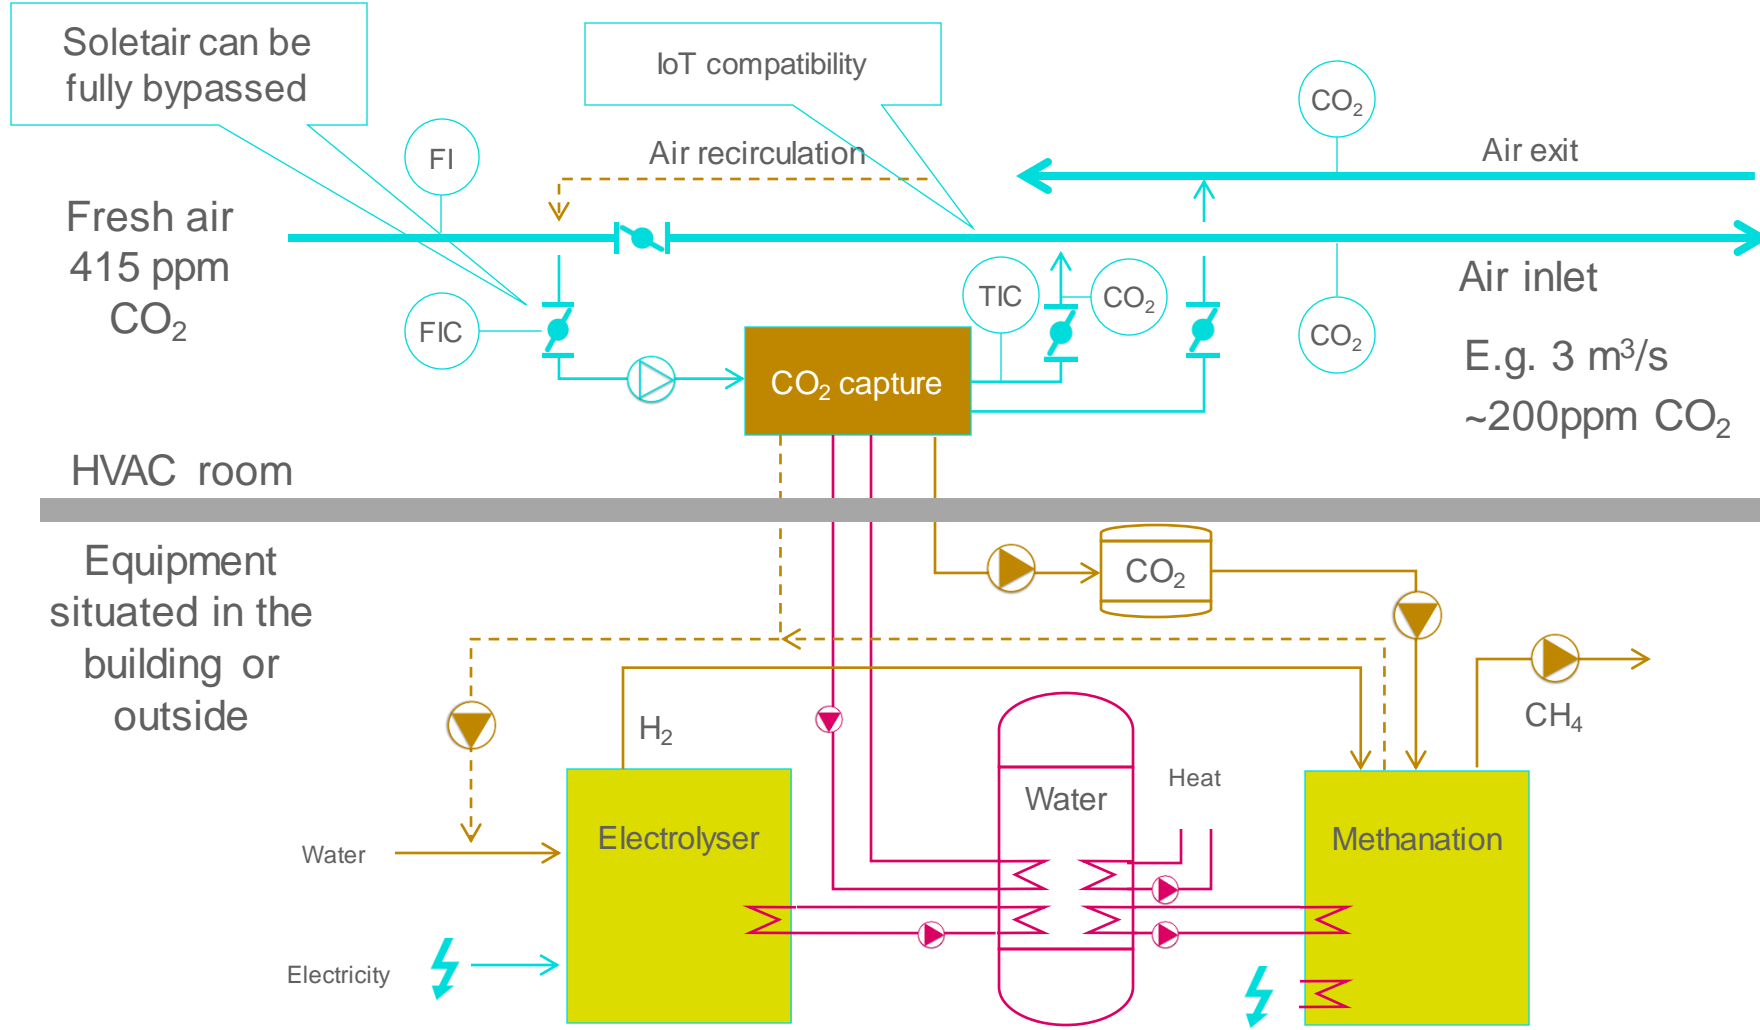 Soletair can be
fully bypassed
IoT compatibility
CO₂
FI
Air recirculation
Air exit
Fresh air
415 ppm
CO₂
FIC
TIC
CO₂
CO₂
Air inlet
E.g. 3 m³/s
~200ppm CO₂
CO₂ capture
HVAC room
Equipment
situated in the
building or
outside
CO₂
H₂
CH₄
Water
Heat
Electrolyser
Methanation
Water
Electricity